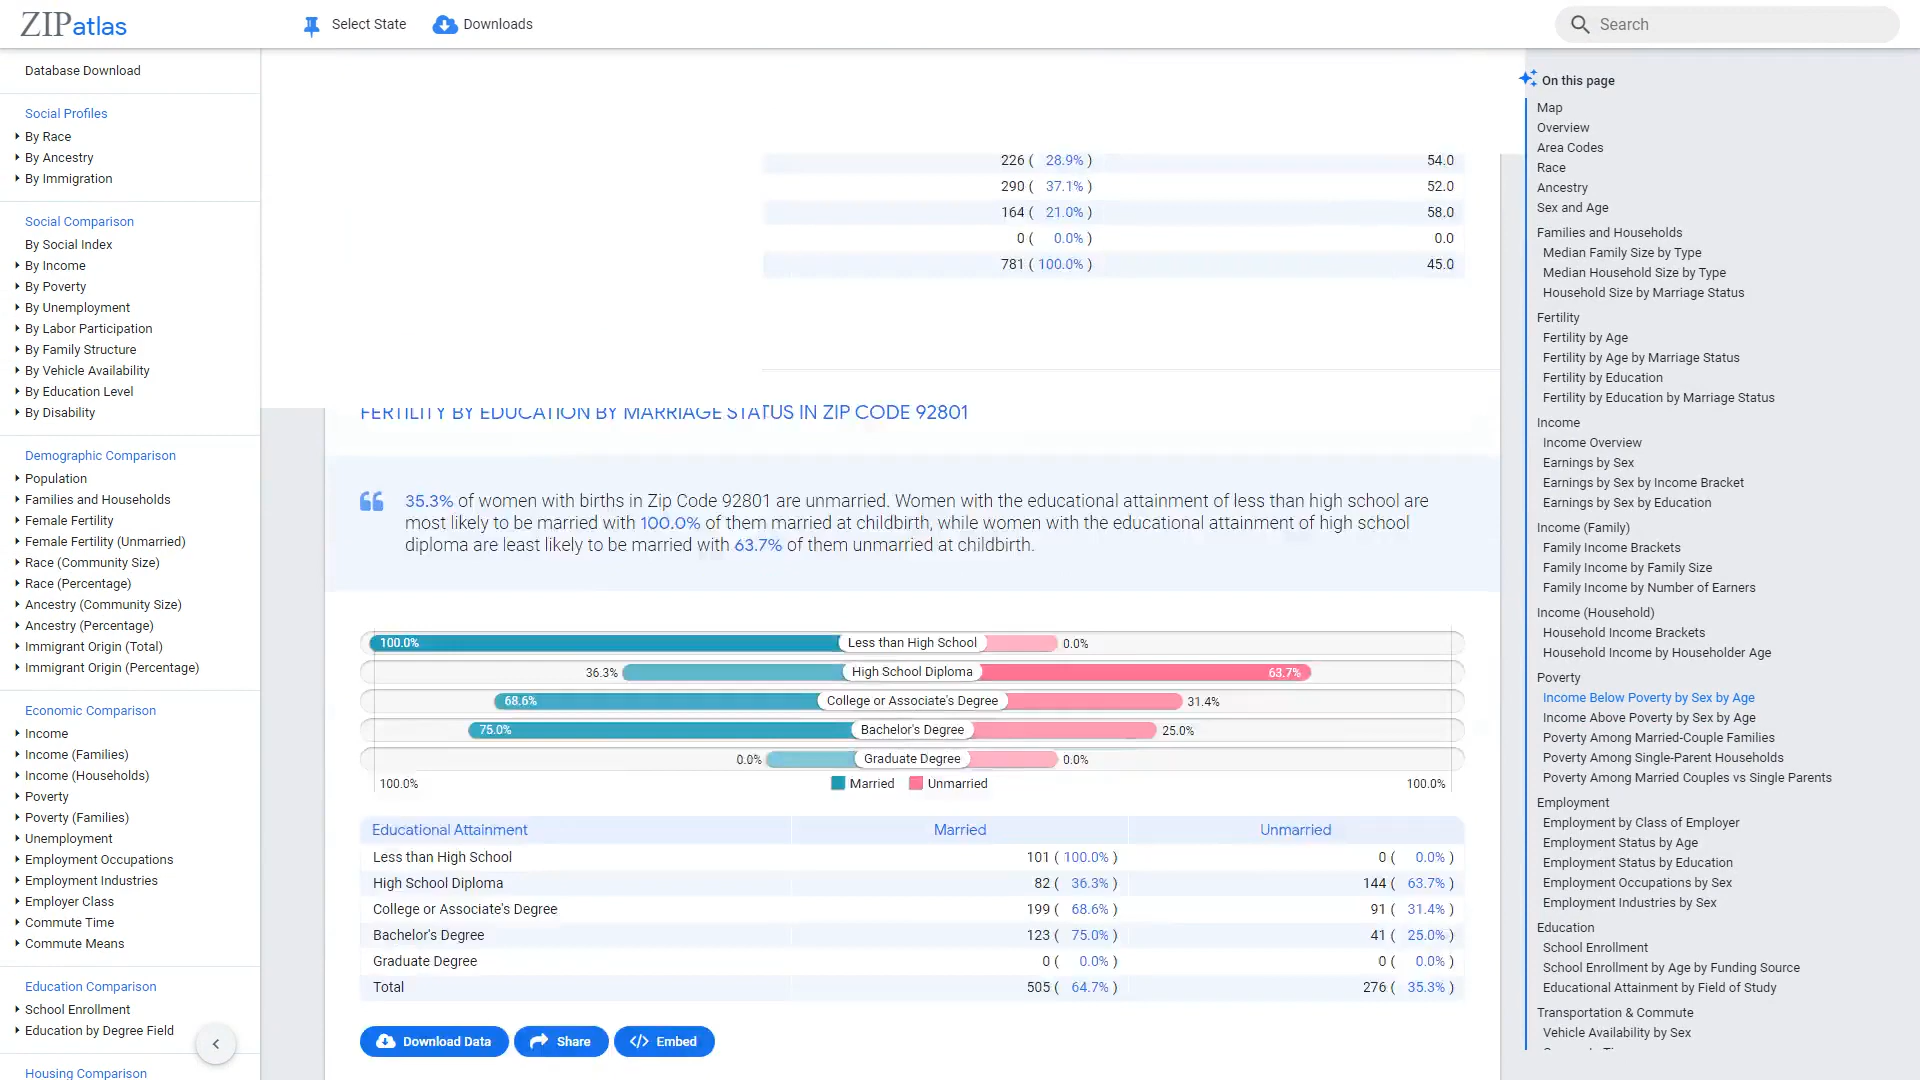 ZIPatlas
Select State
Downloads
Search
Database Download
Social Profiles
By Race
By Ancestry
By Immigration
Social Comparison
By Social Index
By Income
By Poverty
By Unemployment
By Labor Participation
By Family Structure
By Vehicle Availability
By Education Level
By Disability
Demographic Comparison
Population
Families and Households
Female Fertility
Female Fertility (Unmarried)
Race (Community Size)
Race (Percentage)
Ancestry (Community Size)
Ancestry (Percentage)
Immigrant Origin (Total)
Immigrant Origin (Percentage)
Economic Comparison
Income
Income (Families)
Income (Households)
Poverty
Poverty (Families)
Unemployment
Employment Occupations
Employment Industries
Employer Class
Commute Time
Commute Means
Education Comparison
School Enrollment
Education by Degree Field
Housing Comparison
226 ( 28.9% ) 54.0
290 ( 37.1% ) 52.0
164 ( 21.0% ) 58.0
0 ( 0.0% ) 0.0
781 ( 100.0% ) 45.0
FERTILITY BY EDUCATION BY MARRIAGE STATUS IN ZIP CODE 92801
35.3% of women with births in Zip Code 92801 are unmarried. Women with the educational attainment of less than high school are
most likely to be married with 100.0% of them married at childbirth, while women with the educational attainment of high school
diploma are least likely to be married with 63.7% of them unmarried at childbirth.
100.0% Less than High School 0.0%
36.3% High School Diploma 63.7%
68.6% College or Associate's Degree 31.4%
75.0% Bachelor's Degree 25.0%
0.0% Graduate Degree 0.0%
100.0% Married Unmarried 100.0%
Educational Attainment Married Unmarried
Less than High School 101 ( 100.0% ) 0 ( 0.0% )
High School Diploma 82 ( 36.3% ) 144 ( 63.7% )
College or Associate's Degree 199 ( 68.6% ) 91 ( 31.4% )
Bachelor's Degree 123 ( 75.0% ) 41 ( 25.0% )
Graduate Degree 0 ( 0.0% ) 0 ( 0.0% )
Total 505 ( 64.7% ) 276 ( 35.3% )
Download Data
Share
Embed
On this page
Map
Overview
Area Codes
Race
Ancestry
Sex and Age
Families and Households
Median Family Size by Type
Median Household Size by Type
Household Size by Marriage Status
Fertility
Fertility by Age
Fertility by Age by Marriage Status
Fertility by Education
Fertility by Education by Marriage Status
Income
Income Overview
Earnings by Sex
Earnings by Sex by Income Bracket
Earnings by Sex by Education
Income (Family)
Family Income Brackets
Family Income by Family Size
Family Income by Number of Earners
Income (Household)
Household Income Brackets
Household Income by Householder Age
Poverty
Income Below Poverty by Sex by Age
Income Above Poverty by Sex by Age
Poverty Among Married-Couple Families
Poverty Among Single-Parent Households
Poverty Among Married Couples vs Single Parents
Employment
Employment by Class of Employer
Employment Status by Age
Employment Status by Education
Employment Occupations by Sex
Employment Industries by Sex
Education
School Enrollment
School Enrollment by Age by Funding Source
Educational Attainment by Field of Study
Transportation & Commute
Vehicle Availability by Sex